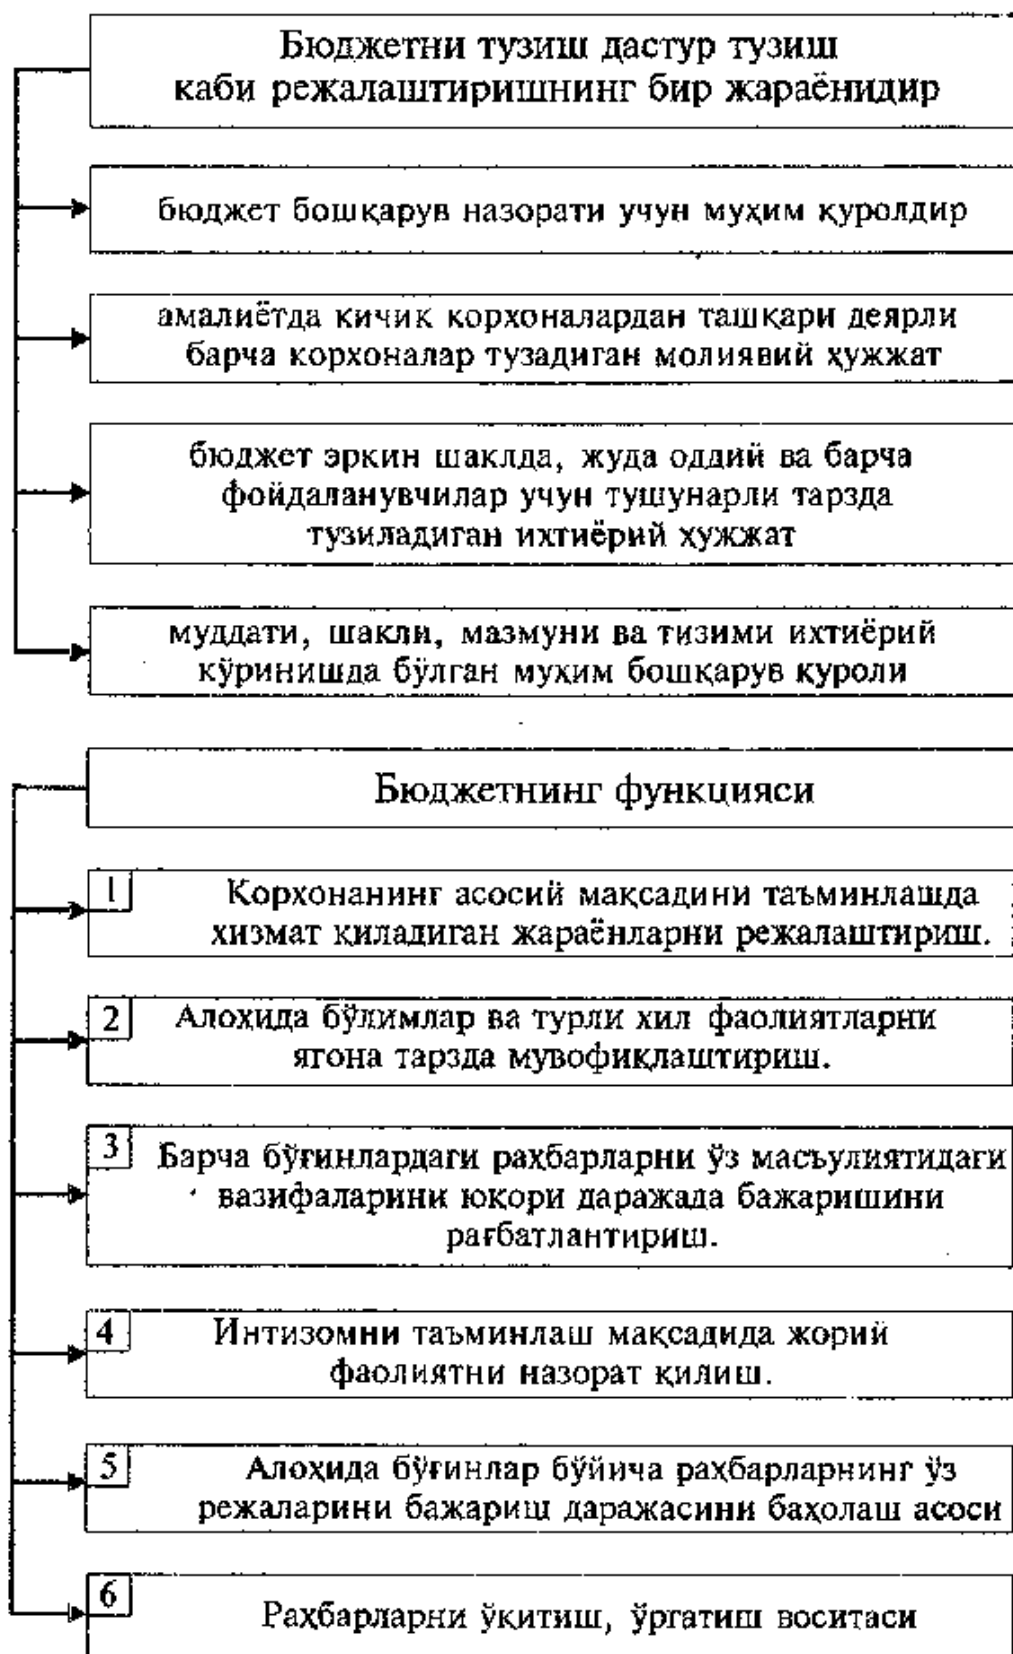 Бюджетни тузиш дастур тузиш
каби режалаштиришнинг бир жараёнидир
бюджет бошқарув назорати учун муҳим қуролдир
амалиётда кичик корхоналардан ташқари деярли
барча корхоналар тузадиган молиявий ҳужжат
бюджет эркин шаклда, жуда оддий ва барча
фойдаланувчилар учун тушунарли тарзда
тузиладиган ихтиёрий ҳужжат
муддати, шакли, мазмуни ва тизими ихтиёрий
кўринишда бўлган муҳим бошқарув қуроли
Бюджетнинг функцияси
1 Корхонанинг асосий мақсадини таъминлашда
хизмат қиладиган жараёнларни режалаштириш.
2 Алоҳида бўлимлар ва турли хил фаолиятларни
ягона тарзда мувофиқлаштириш.
3 Барча бўғинлардаги раҳбарларни ўз масъулиятидаги
вазифаларини юқори даражада бажаришини
рағбатлантириш.
4 Интизомни таъминлаш мақсадида жорий
фаолиятни назорат қилиш.
5 Алоҳида бўғинлар бўйича раҳбарларнинг ўз
режаларини бажариш даражасини баҳолаш асоси
6 Раҳбарларни ўқитиш, ўргатиш воситаси